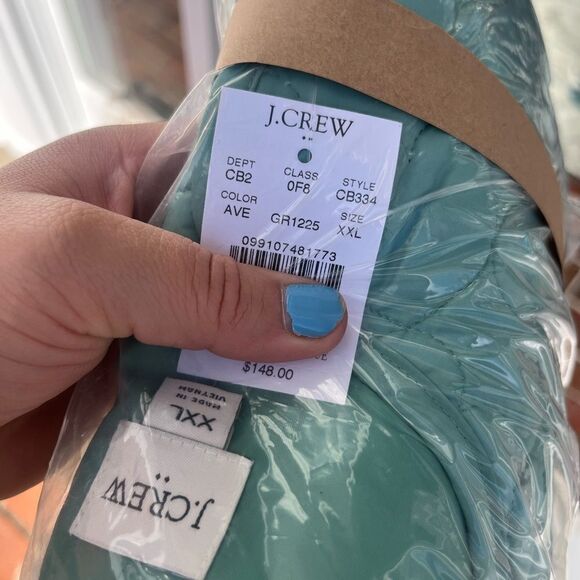 J.CREW
DEPT CLASS STYLE
CB2 0F8 CB334
COLOR SIZE
AVE GR1225 XXL
099107481773
$148.00
XXL
MADE IN
VIETNAM
J.CREW